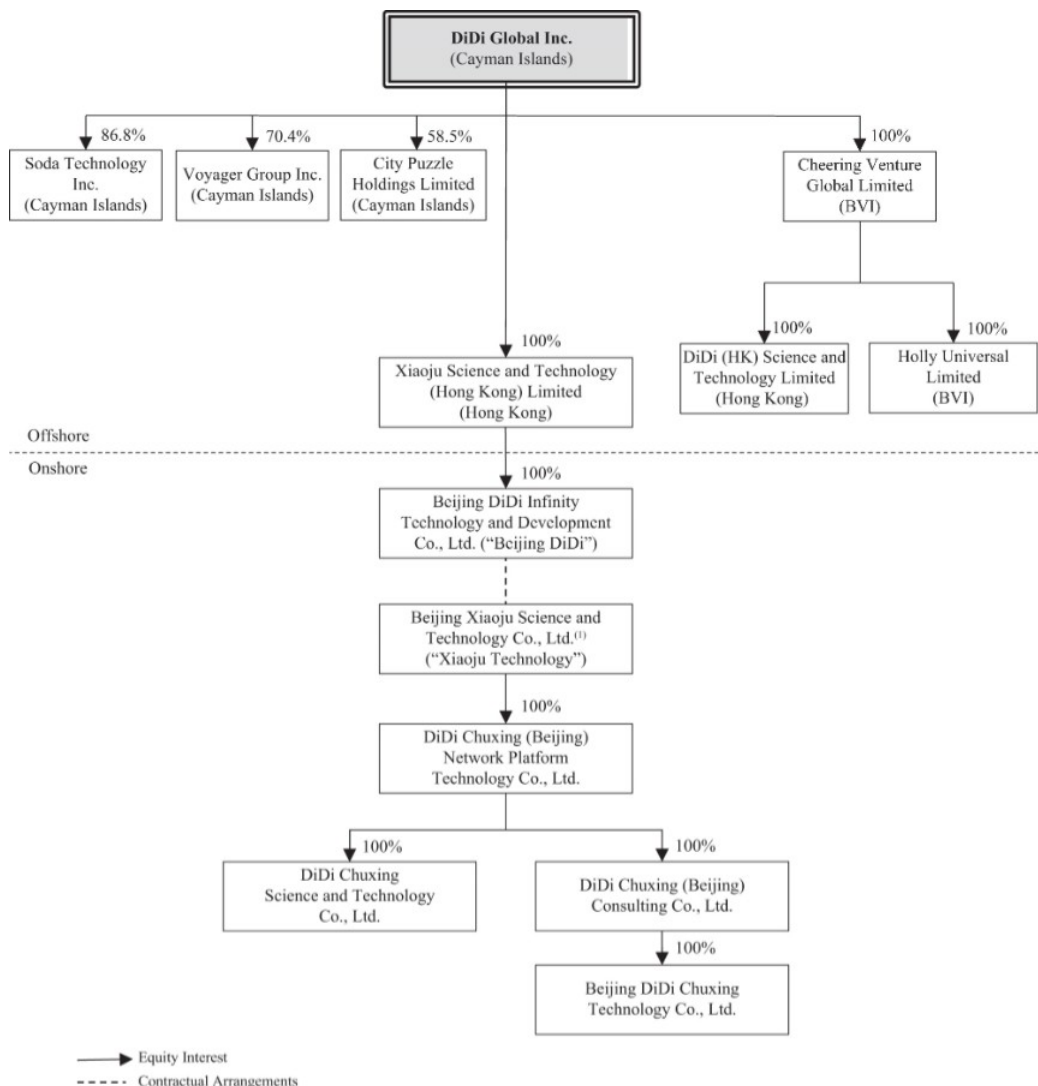 DiDi Global Inc.
(Cayman Islands)
86.8%
70.4%
58.5%
100%
Soda Technology
Inc.
(Cayman Islands)
Voyager Group Inc.
(Cayman Islands)
City Puzzle
Holdings Limited
(Cayman Islands)
Cheering Venture
Global Limited
(BVI)
100%
100%
100%
Xiaoju Science and Technology
(Hong Kong) Limited
(Hong Kong)
DiDi (HK) Science and
Technology Limited
(Hong Kong)
Holly Universal
Limited
(BVI)
Offshore
Onshore
100%
Beijing DiDi Infinity
Technology and Development
Co., Ltd. (“Beijing DiDi”)
Beijing Xiaoju Science and
Technology Co., Ltd.(1)
(“Xiaoju Technology”)
100%
DiDi Chuxing (Beijing)
Network Platform
Technology Co., Ltd.
100%
100%
DiDi Chuxing
Science and Technology
Co., Ltd.
DiDi Chuxing (Beijing)
Consulting Co., Ltd.
100%
Beijing DiDi Chuxing
Technology Co., Ltd.
Equity Interest
Contractual Arrangements